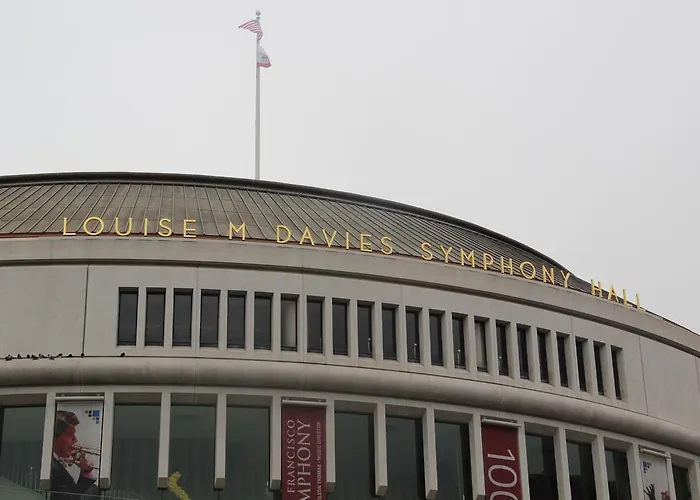 LOUISE M DAVIES SYMPHONY HALL
FRANCISCO
MPHONY
100